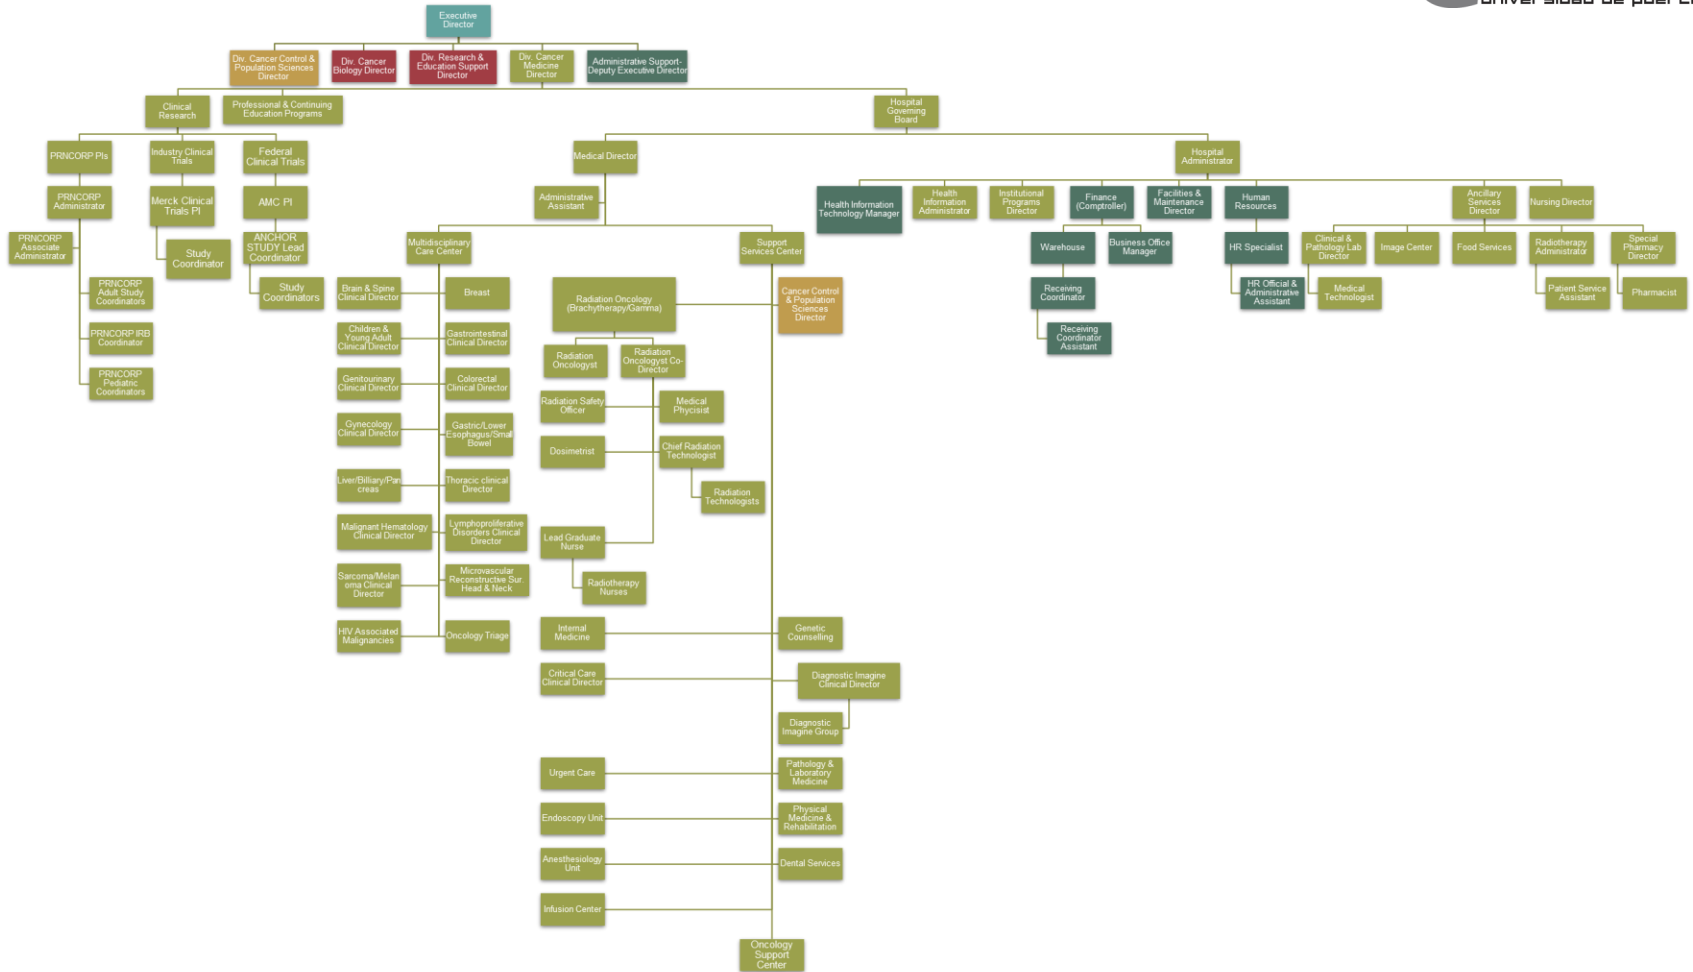 Executive
Director
Div. Cancer Control &
Population Sciences
Director
Div. Cancer
Biology Director
Div. Research &
Education Support
Director
Div. Cancer
Medicine
Director
Administrative Support-
Deputy Executive Director
Clinical
Research
Professional & Continuing
Education Programs
Hospital
Governing
Board
PRNCORP PIs
Industry Clinical
Trials
Federal
Clinical Trials
Medical Director
Hospital
Administrator
PRNCORP
Administrator
Merck Clinical
Trials PI
AMC PI
Administrative
Assistant
Health Information
Technology Manager
Health
Information
Administrator
Institutional
Programs
Director
Finance
(Comptroller)
Facilities &
Maintenance
Director
Human
Resources
Ancillary
Services
Director
Nursing Director
PRNCORP
Associate
Administrator
Study
Coordinator
ANCHOR
STUDY Lead
Coordinator
Multidisciplinary
Care Center
Support
Services Center
Warehouse
Business Office
Manager
HR Specialist
Clinical &
Pathology Lab
Director
Image Center
Food Services
Radiotherapy
Administrator
Special
Pharmacy
Director
PRNCORP
Adult Study
Coordinators
Study
Coordinators
Brain & Spine
Clinical Director
Breast
Radiation Oncology
(Brachytherapy/Gamma)
Cancer Control
& Population
Sciences
Director
Receiving
Coordinator
HR Official &
Administrative
Assistant
Medical
Technologist
Patient Service
Assistant
Pharmacist
PRNCORP IRB
Coordinator
Children &
Young Adult
Clinical Director
Gastrointestinal
Clinical Director
Receiving
Coordinator
Assistant
Radiation
Oncologyst
Radiation
Oncologyst Co-
Director
PRNCORP
Pediatric
Coordinators
Genitourinary
Clinical Director
Colorectal
Clinical Director
Radiation Safety
Officer
Medical
Phycisist
Gynecology
Clinical Director
Gastric/Lower
Esophagus/Small
Bowel
Dosimetrist
Chief Radiation
Technologist
Liver/Billiary/Pan
creas
Thoracic clinical
Director
Radiation
Technologists
Malignant Hematology
Clinical Director
Lymphoproliferative
Disorders Clinical
Director
Lead Graduate
Nurse
Sarcoma/Melan
oma Clinical
Director
Microvascular
Reconstructive Sur.
Head & Neck
Radiotherapy
Nurses
HIV Associated
Malignancies
Oncology Triage
Internal
Medicine
Genetic
Counselling
Critical Care
Clinical Director
Diagnostic Imagine
Clinical Director
Diagnostic
Imagine Group
Urgent Care
Pathology &
Laboratory
Medicine
Endoscopy Unit
Physical
Medicine &
Rehabilitation
Anesthesiology
Unit
Dental Services
Infusion Center
Oncology
Support
Center